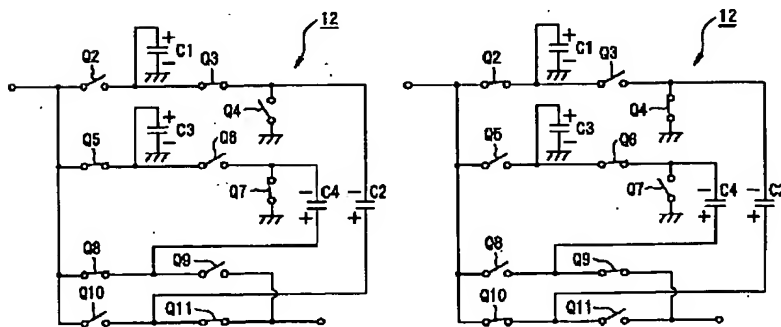 12
+
C1
-
Q2
Q3
Q4
+
C3
-
Q5
Q6
Q7
-
C4
+
-
C2
+
Q8
Q9
Q10
Q11
12
+
C1
-
Q2
Q3
Q4
+
C3
-
Q5
Q6
Q7
-
C4
+
-
C2
+
Q8
Q9
Q10
Q11